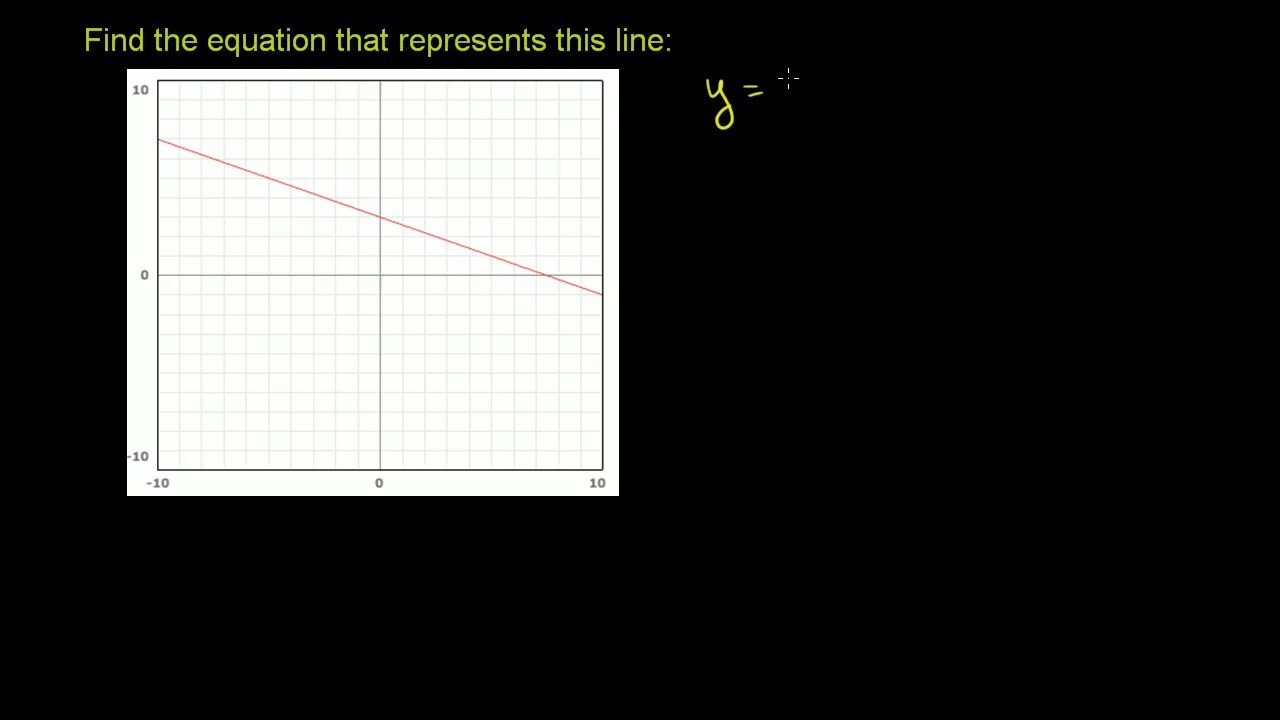 Find the equation that represents this line:
y =
10
0
-10
-10 0 10